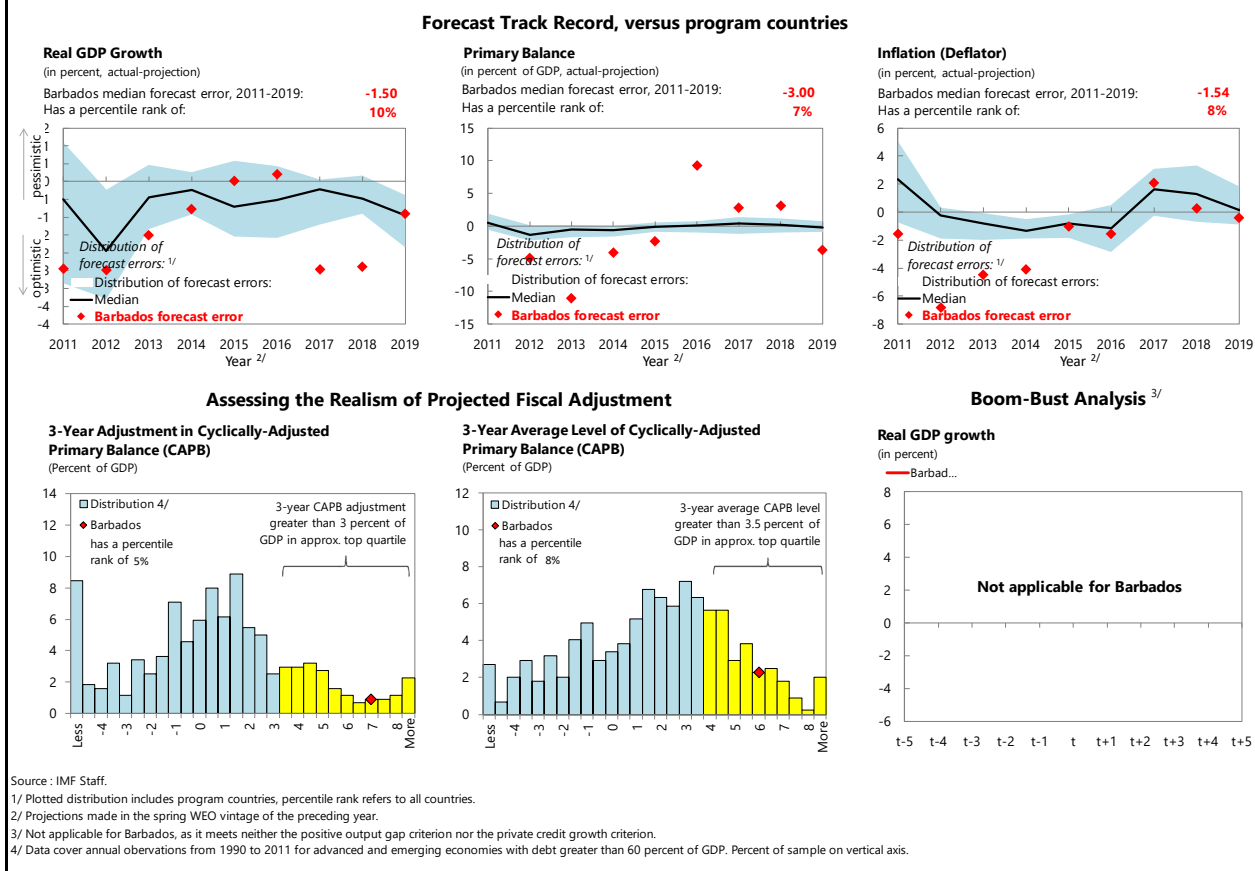 Forecast Track Record, versus program countries
Real GDP Growth
(in percent, actual-projection)
Barbados median forecast error, 2011-2019: -1.50
Has a percentile rank of: 10%
pessimistic
optimistic
2
1
1
0
-1
-2
-3
-4
-4
Distribution of
forecast errors: 1/
Distribution of forecast errors:
Median
Barbados forecast error
2011 2012 2013 2014 2015 2016 2017 2018 2019
Year 2/
Primary Balance
(in percent of GDP, actual-projection)
Barbados median forecast error, 2011-2019: -3.00
Has a percentile rank of: 7%
15
10
5
0
-5
-10
-15
Distribution of
forecast errors: 1/
Distribution of forecast errors:
Median
Barbados forecast error
2011 2012 2013 2014 2015 2016 2017 2018 2019
Year 2/
Inflation (Deflator)
(in percent, actual-projection)
Barbados median forecast error, 2011-2019: -1.54
Has a percentile rank of: 8%
6
4
2
0
-2
-4
-6
-8
Distribution of
forecast errors: 1/
Distribution of forecast errors:
Median
Barbados forecast error
2011 2012 2013 2014 2015 2016 2017 2018 2019
Year 2/
Assessing the Realism of Projected Fiscal Adjustment
3-Year Adjustment in Cyclically-Adjusted
Primary Balance (CAPB)
(Percent of GDP)
14
12
10
8
6
4
2
0
Distribution 4/
Barbados
has a percentile
rank of 5%
3-year CAPB adjustment
greater than 3 percent of
GDP in approx. top quartile
Less -4 -3 -2 -1 0 1 2 3 4 5 6 7 8 More
3-Year Average Level of Cyclically-Adjusted
Primary Balance (CAPB)
(Percent of GDP)
12
10
8
6
4
2
0
Distribution 4/
Barbados
has a percentile
rank of 8%
3-year average CAPB level
greater than 3.5 percent of
GDP in approx. top quartile
Less -4 -3 -2 -1 0 1 2 3 4 5 6 7 8 More
Boom-Bust Analysis 3/
Real GDP growth
(in percent)
Barbad...
8
6
4
2
0
-2
-4
-6
Not applicable for Barbados
t-5 t-4 t-3 t-2 t-1 t t+1 t+2 t+3 t+4 t+5
Source : IMF Staff.
1/ Plotted distribution includes program countries, percentile rank refers to all countries.
2/ Projections made in the spring WEO vintage of the preceding year.
3/ Not applicable for Barbados, as it meets neither the positive output gap criterion nor the private credit growth criterion.
4/ Data cover annual obervations from 1990 to 2011 for advanced and emerging economies with debt greater than 60 percent of GDP. Percent of sample on vertical axis.